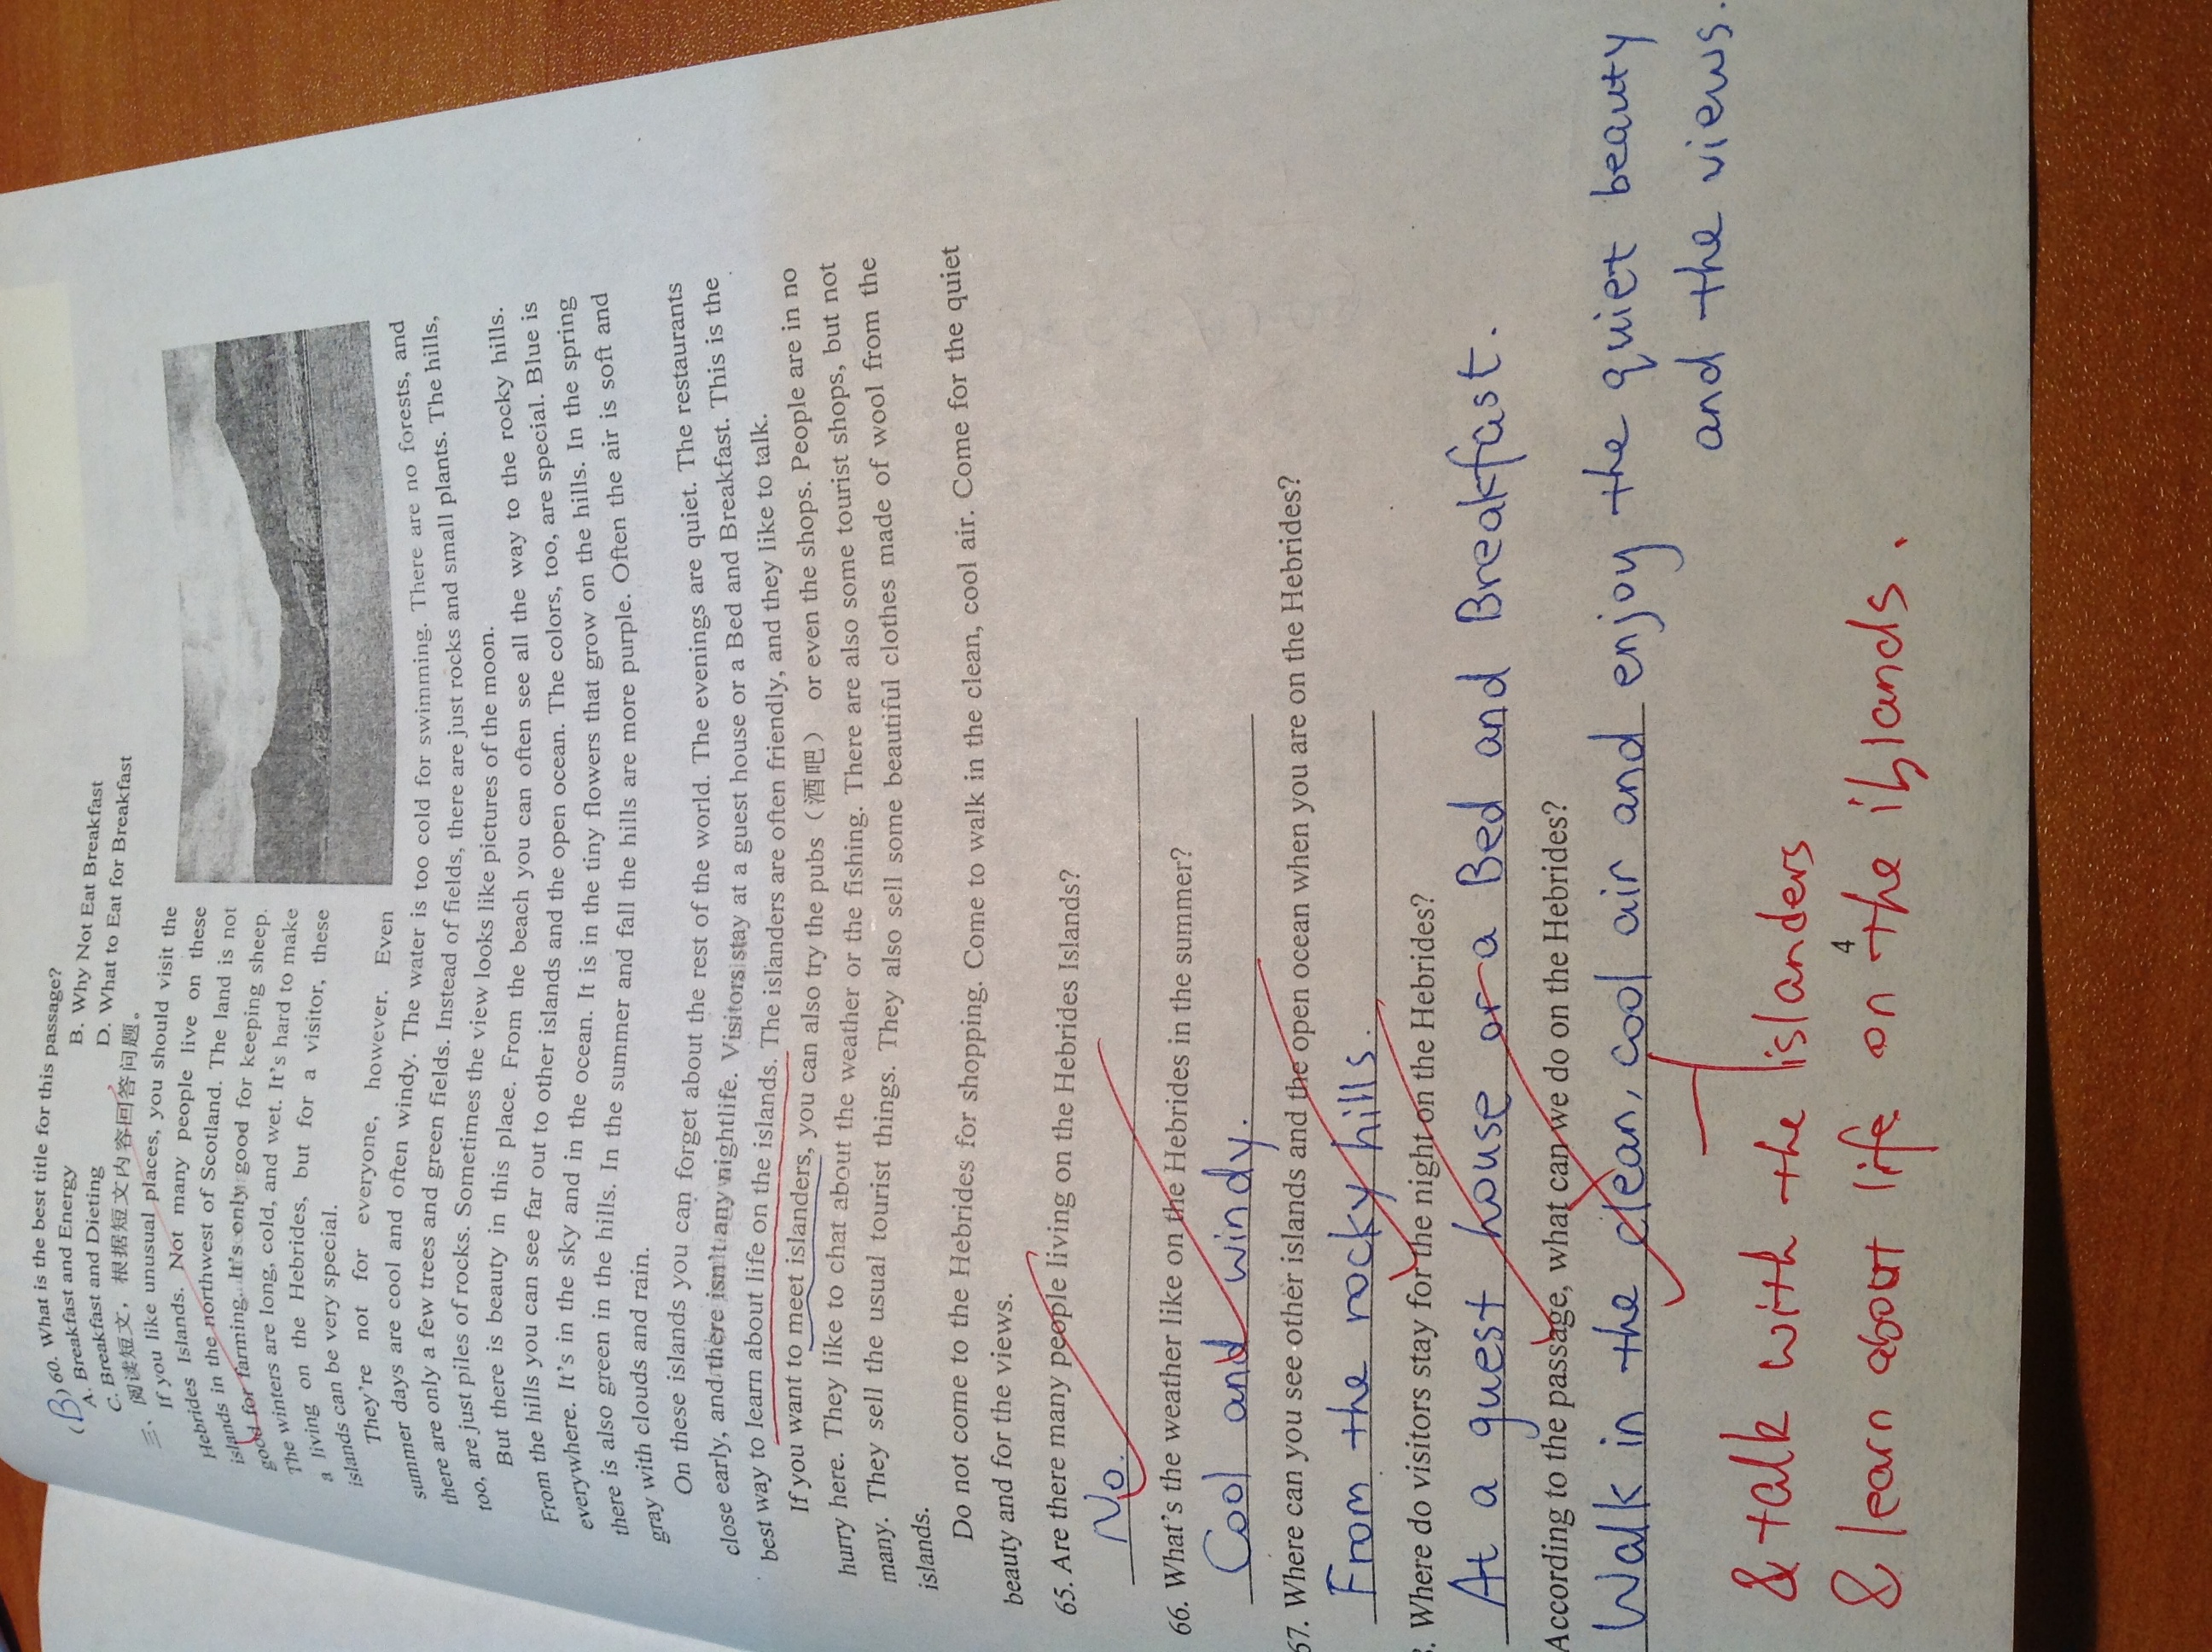 (B) 60. What is the best title for this passage?
A. Breakfast and Energy B. Why Not Eat Breakfast
C. Breakfast and Dieting D. What to Eat for Breakfast
三、阅读短文，根据短文内容回答问题。
If you like unusual places, you should visit the
Hebrides Islands. Not many people live on these
islands in the northwest of Scotland. The land is not
good for farming. It's only good for keeping sheep.
The winters are long, cold, and wet. It's hard to make
a living on the Hebrides, but for a visitor, these
islands can be very special.
They're not for everyone, however. Even
summer days are cool and often windy. The water is too cold for swimming. There are no forests, and
there are only a few trees and green fields. Instead of fields, there are just rocks and small plants. The hills,
too, are just piles of rocks. Sometimes the view looks like pictures of the moon.
But there is beauty in this place. From the beach you can often see all the way to the rocky hills.
From the hills you can see far out to other islands and the open ocean. The colors, too, are special. Blue is
everywhere. It's in the sky and in the ocean. It is in the tiny flowers that grow on the hills. In the spring
there is also green in the hills. In the summer and fall the hills are more purple. Often the air is soft and
gray with clouds and rain.
On these islands you can forget about the rest of the world. The evenings are quiet. The restaurants
close early, and there isn't any nightlife. Visitors stay at a guest house or a Bed and Breakfast. This is the
best way to learn about life on the islands. The islanders are often friendly, and they like to talk.
If you want to meet islanders, you can also try the pubs（酒吧） or even the shops. People are in no
hurry here. They like to chat about the weather or the fishing. There are also some tourist shops, but not
many. They sell the usual tourist things. They also sell some beautiful clothes made of wool from the
islands.
Do not come to the Hebrides for shopping. Come to walk in the clean, cool air. Come for the quiet
beauty and for the views.
65. Are there many people living on the Hebrides Islands?
No.
66. What's the weather like on the Hebrides in the summer?
Cool and windy.
67. Where can you see other islands and the open ocean when you are on the Hebrides?
From the rocky hills.
. Where do visitors stay for the night on the Hebrides?
At a guest house or a Bed and Breakfast.
According to the passage, what can we do on the Hebrides?
Walk in the clean, cool air and enjoy the quiet beauty
and the views.
& talk with the islanders
4
& learn about life on the islands.